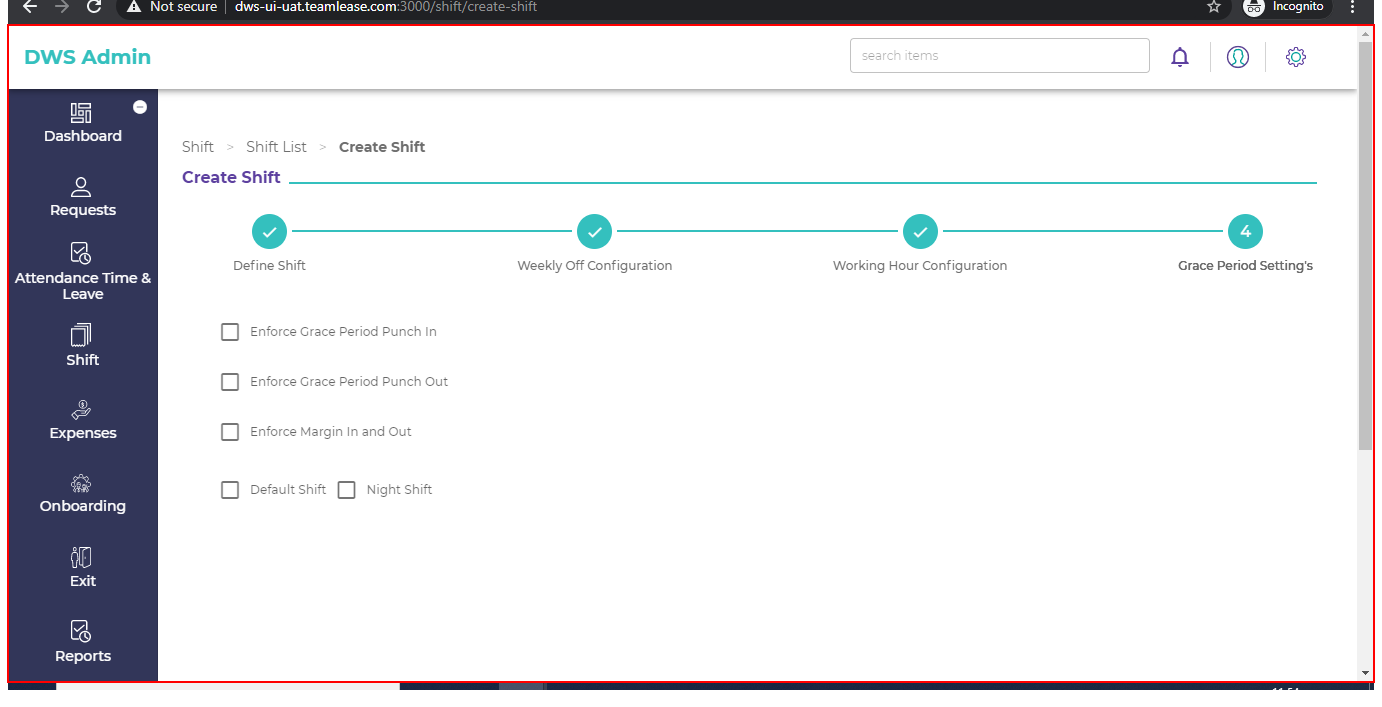 Not secure dws-ui-uat.teamlease.com:3000/shift/create-shift Incognito
DWS Admin
search items
Dashboard
Requests
Attendance Time &
Leave
Shift
Expenses
Onboarding
Exit
Reports
Shift > Shift List > Create Shift
Create Shift
4
Define Shift Weekly Off Configuration Working Hour Configuration Grace Period Setting's
Enforce Grace Period Punch In
Enforce Grace Period Punch Out
Enforce Margin In and Out
Default Shift Night Shift